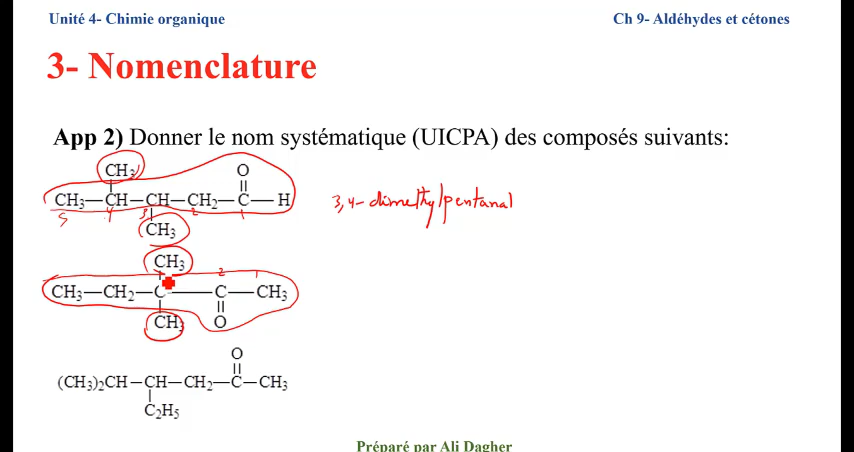 Unité 4- Chimie organique
Ch 9- Aldéhydes et cétones
3- Nomenclature
App 2) Donner le nom systématique (UICPA) des composés suivants:
CH₃ O
CH₃—CH—CH—CH₂—C—H
5 4 3 2 1
CH₃
3,4-dimethylpentanal
CH₃ 2 1
CH₃—CH₂—C—C—CH₃
CH₃ O
O
(CH₃)₂CH—CH—CH₂—C—CH₃
C₂H₅
Préparé par Ali Dagher